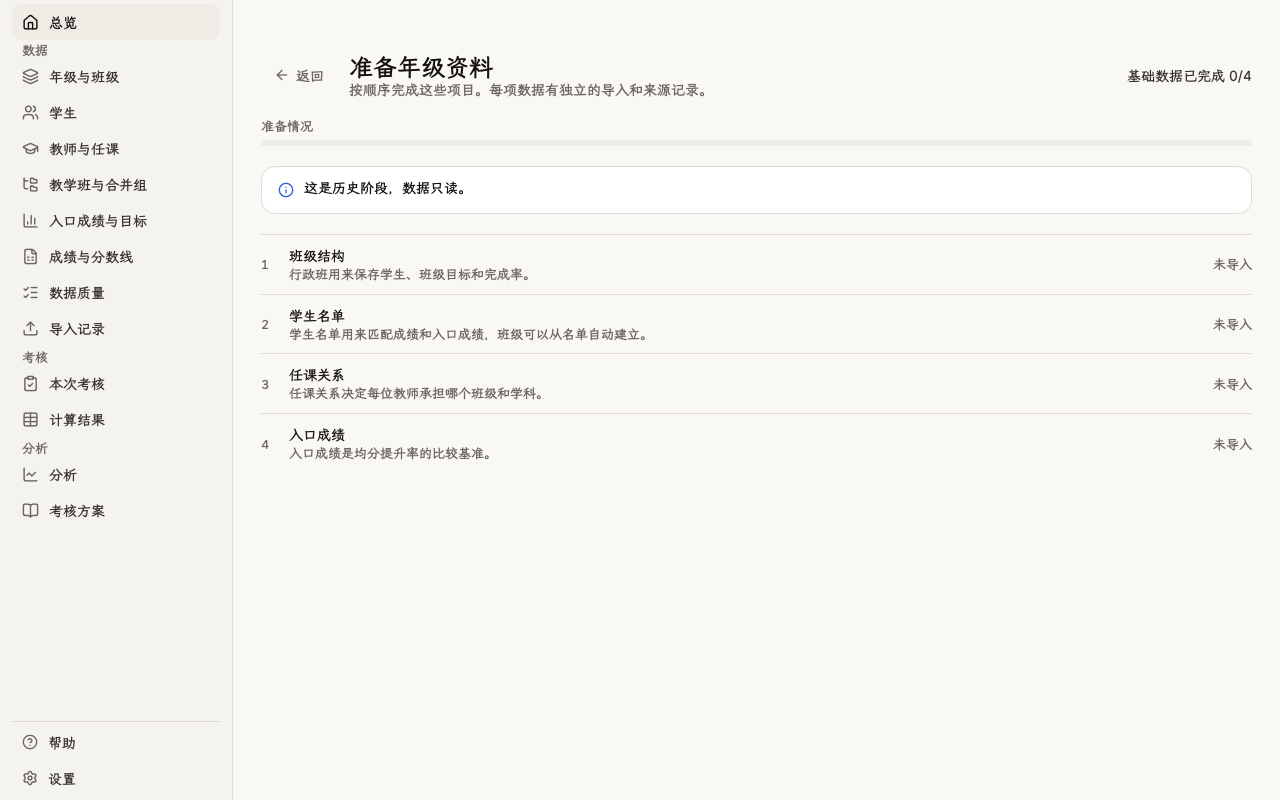 总览
数据
年级与班级
学生
教师与任课
教学班与合并组
入口成绩与目标
成绩与分数线
数据质量
导入记录
考核
本次考核
计算结果
分析
分析
考核方案
帮助
设置
返回
准备年级资料
按顺序完成这些项目。每项数据有独立的导入和来源记录。
基础数据已完成 0/4
准备情况
这是历史阶段，数据只读。
1
班级结构
行政班用来保存学生、班级目标和完成率。
未导入
2
学生名单
学生名单用来匹配成绩和入口成绩，班级可以从名单自动建立。
未导入
3
任课关系
任课关系决定每位教师承担哪个班级和学科。
未导入
4
入口成绩
入口成绩是均分提升率的比较基准。
未导入